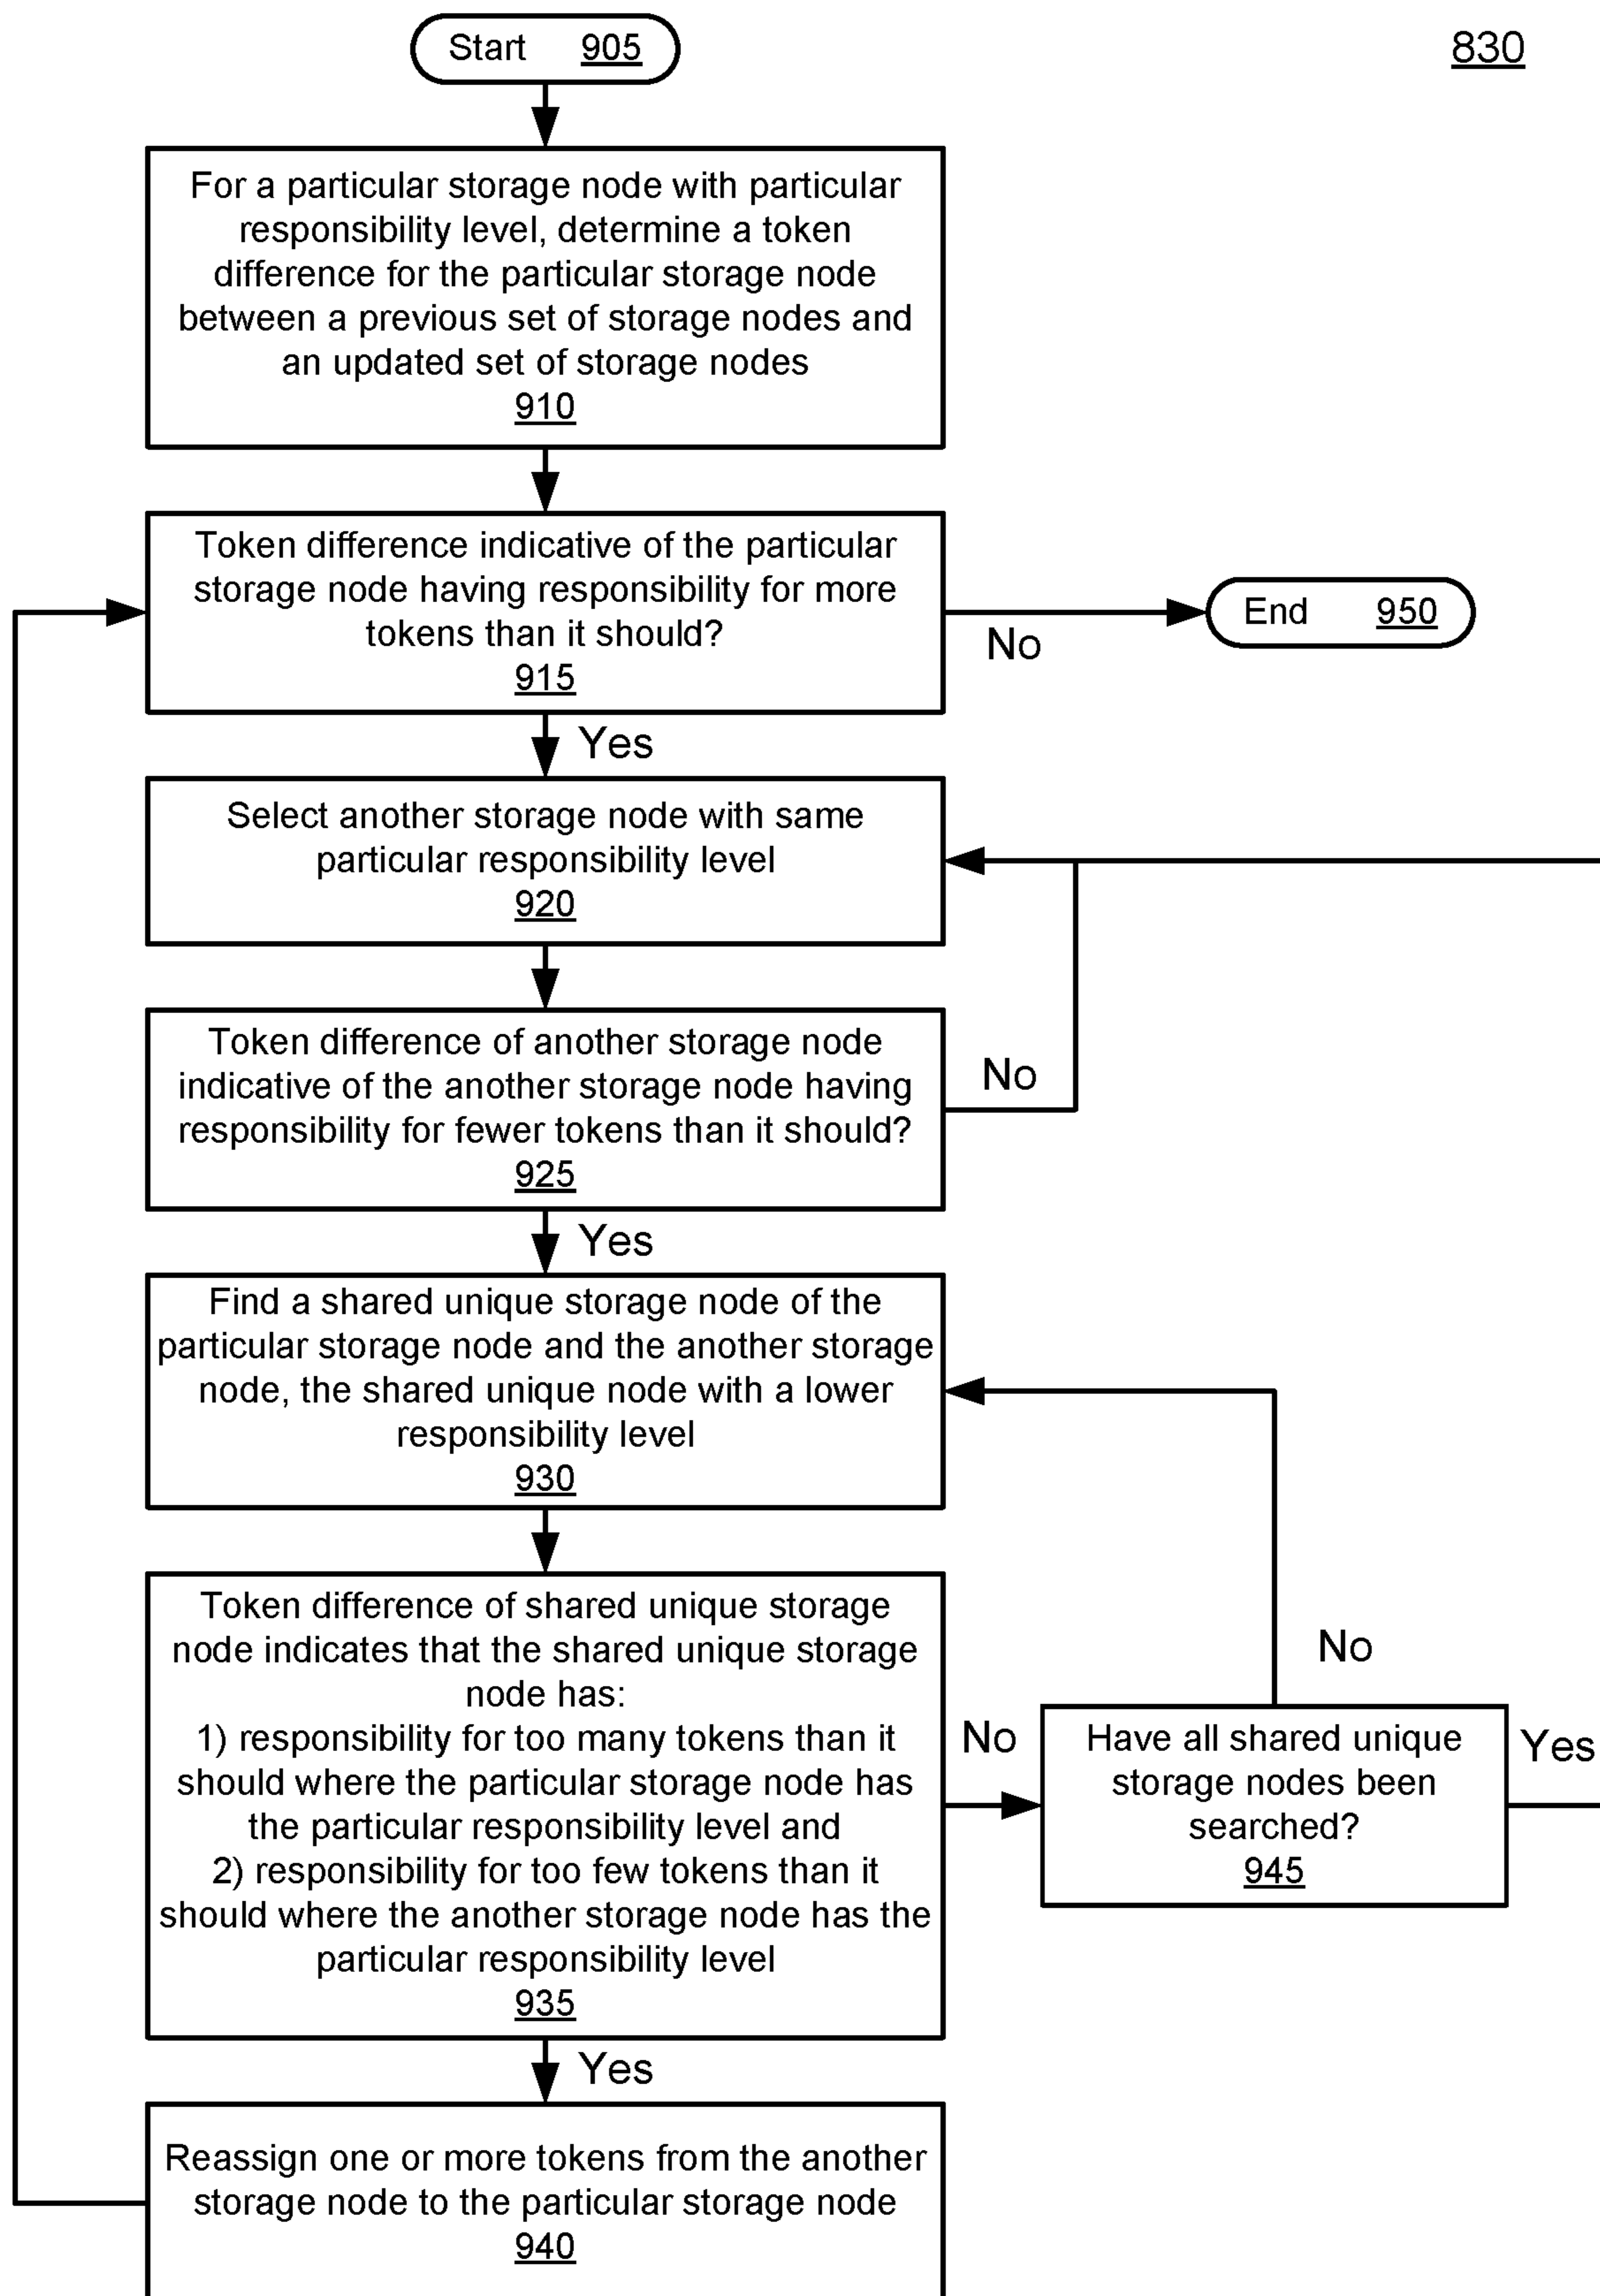 Start 905
830
For a particular storage node with particular
responsibility level, determine a token
difference for the particular storage node
between a previous set of storage nodes and
an updated set of storage nodes
910
Token difference indicative of the particular
storage node having responsibility for more
tokens than it should?
915
No
End 950
Yes
Select another storage node with same
particular responsibility level
920
Token difference of another storage node
indicative of the another storage node having
responsibility for fewer tokens than it should?
925
No
Yes
Find a shared unique storage node of the
particular storage node and the another storage
node, the shared unique node with a lower
responsibility level
930
Token difference of shared unique storage
node indicates that the shared unique storage
node has:
1) responsibility for too many tokens than it
should where the particular storage node has
the particular responsibility level and
2) responsibility for too few tokens than it
should where the another storage node has the
particular responsibility level
935
No
No
Have all shared unique
storage nodes been
searched?
945
Yes
Yes
Reassign one or more tokens from the another
storage node to the particular storage node
940